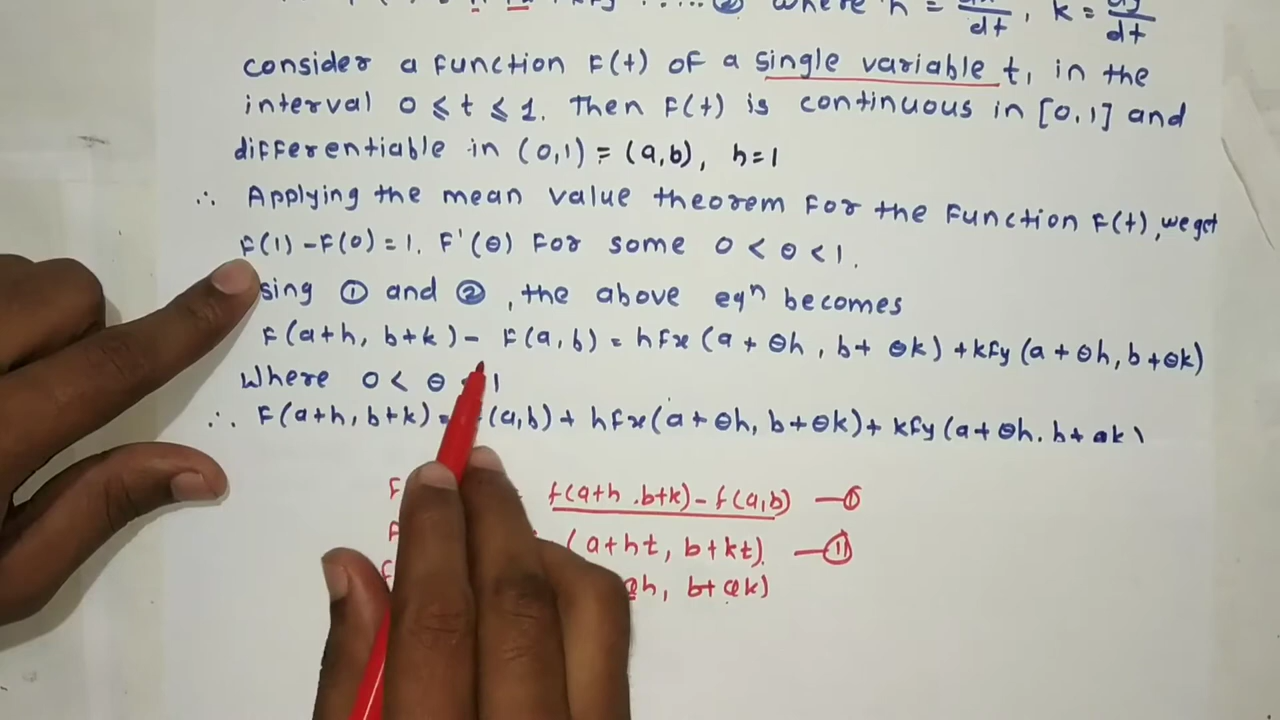 where h = dx/dt, k = dy/dt
consider a function F(t) of a single variable t, in the
interval 0 ⩽ t ⩽ 1. Then F(t) is continuous in [0,1] and
differentiable in (0,1) = (a,b), h=1
∴ Applying the mean value theorem for the function F(t), we get
F(1) - F(0) = 1. F'(θ) for some 0 < θ < 1.
sing ① and ②, the above eqⁿ becomes
F(a+h, b+k) - F(a,b) = hfx (a + θh, b + θk) + kfy (a + θh, b + θk)
Where 0 < θ < 1
∴ F(a+h, b+k) = (a,b) + hfx (a + θh, b + θk) + kfy (a + θh. b + θk)
f(a+h .b+k) - f(a,b) —①
(a+ht, b+kt). —⑪
θh, b+θk)